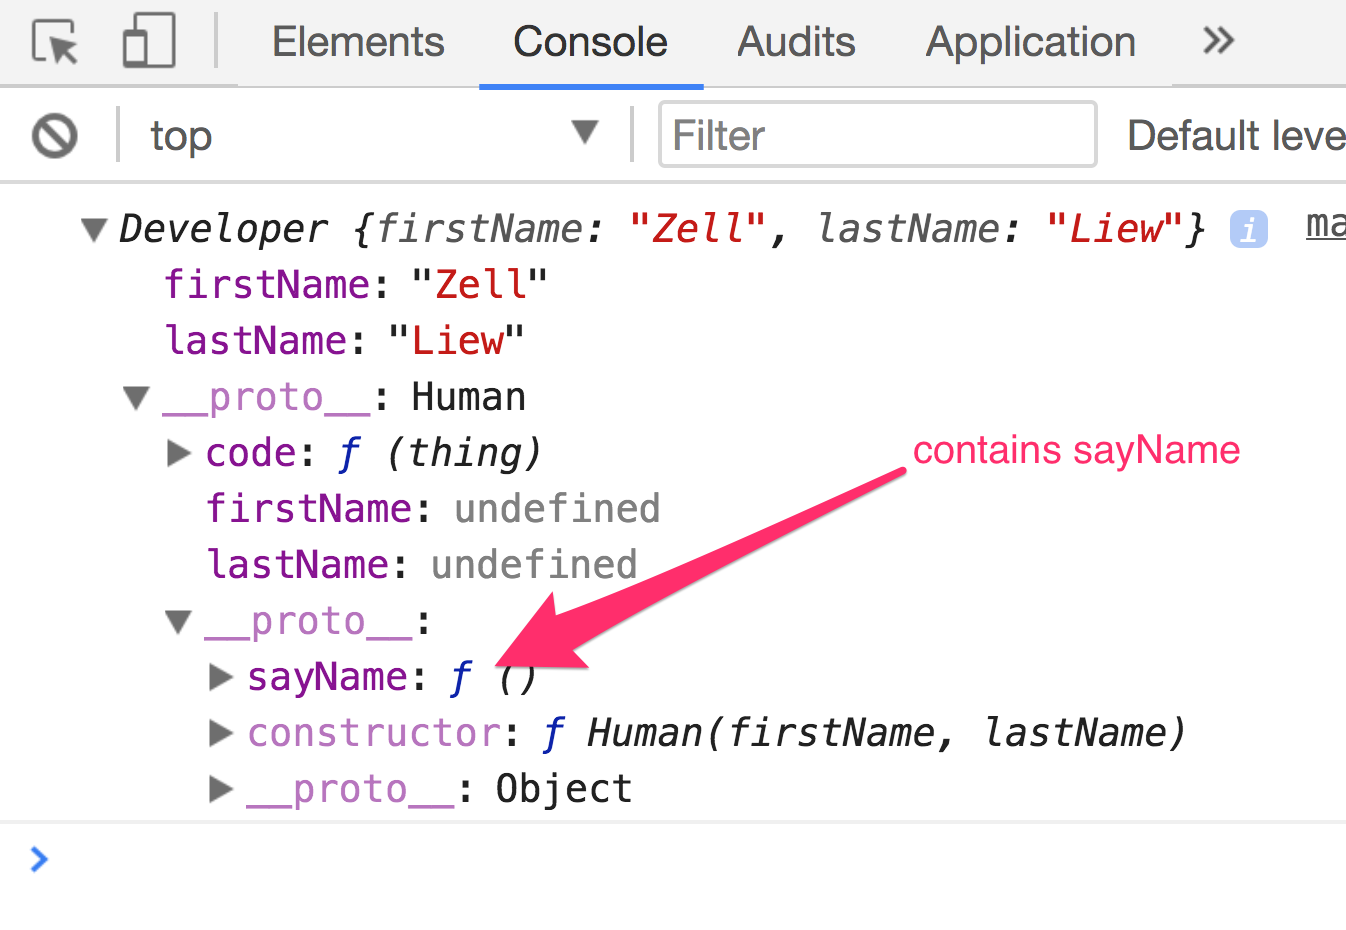 Elements Console Audits Application
top Filter Default leve
Developer {firstName: "Zell", lastName: "Liew"} i ma
firstName: "Zell"
lastName: "Liew"
__proto__: Human
code: ƒ (thing)
contains sayName
firstName: undefined
lastName: undefined
__proto__:
sayName: ƒ ()
constructor: ƒ Human(firstName, lastName)
__proto__: Object